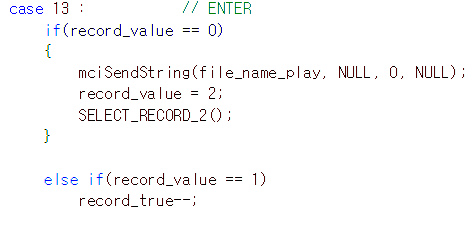 case 13 :          // ENTER
    if(record_value == 0)
    {
        mciSendString(file_name_play, NULL, 0, NULL);
        record_value = 2;
        SELECT_RECORD_2();
    }

    else if(record_value == 1)
        record_true--;